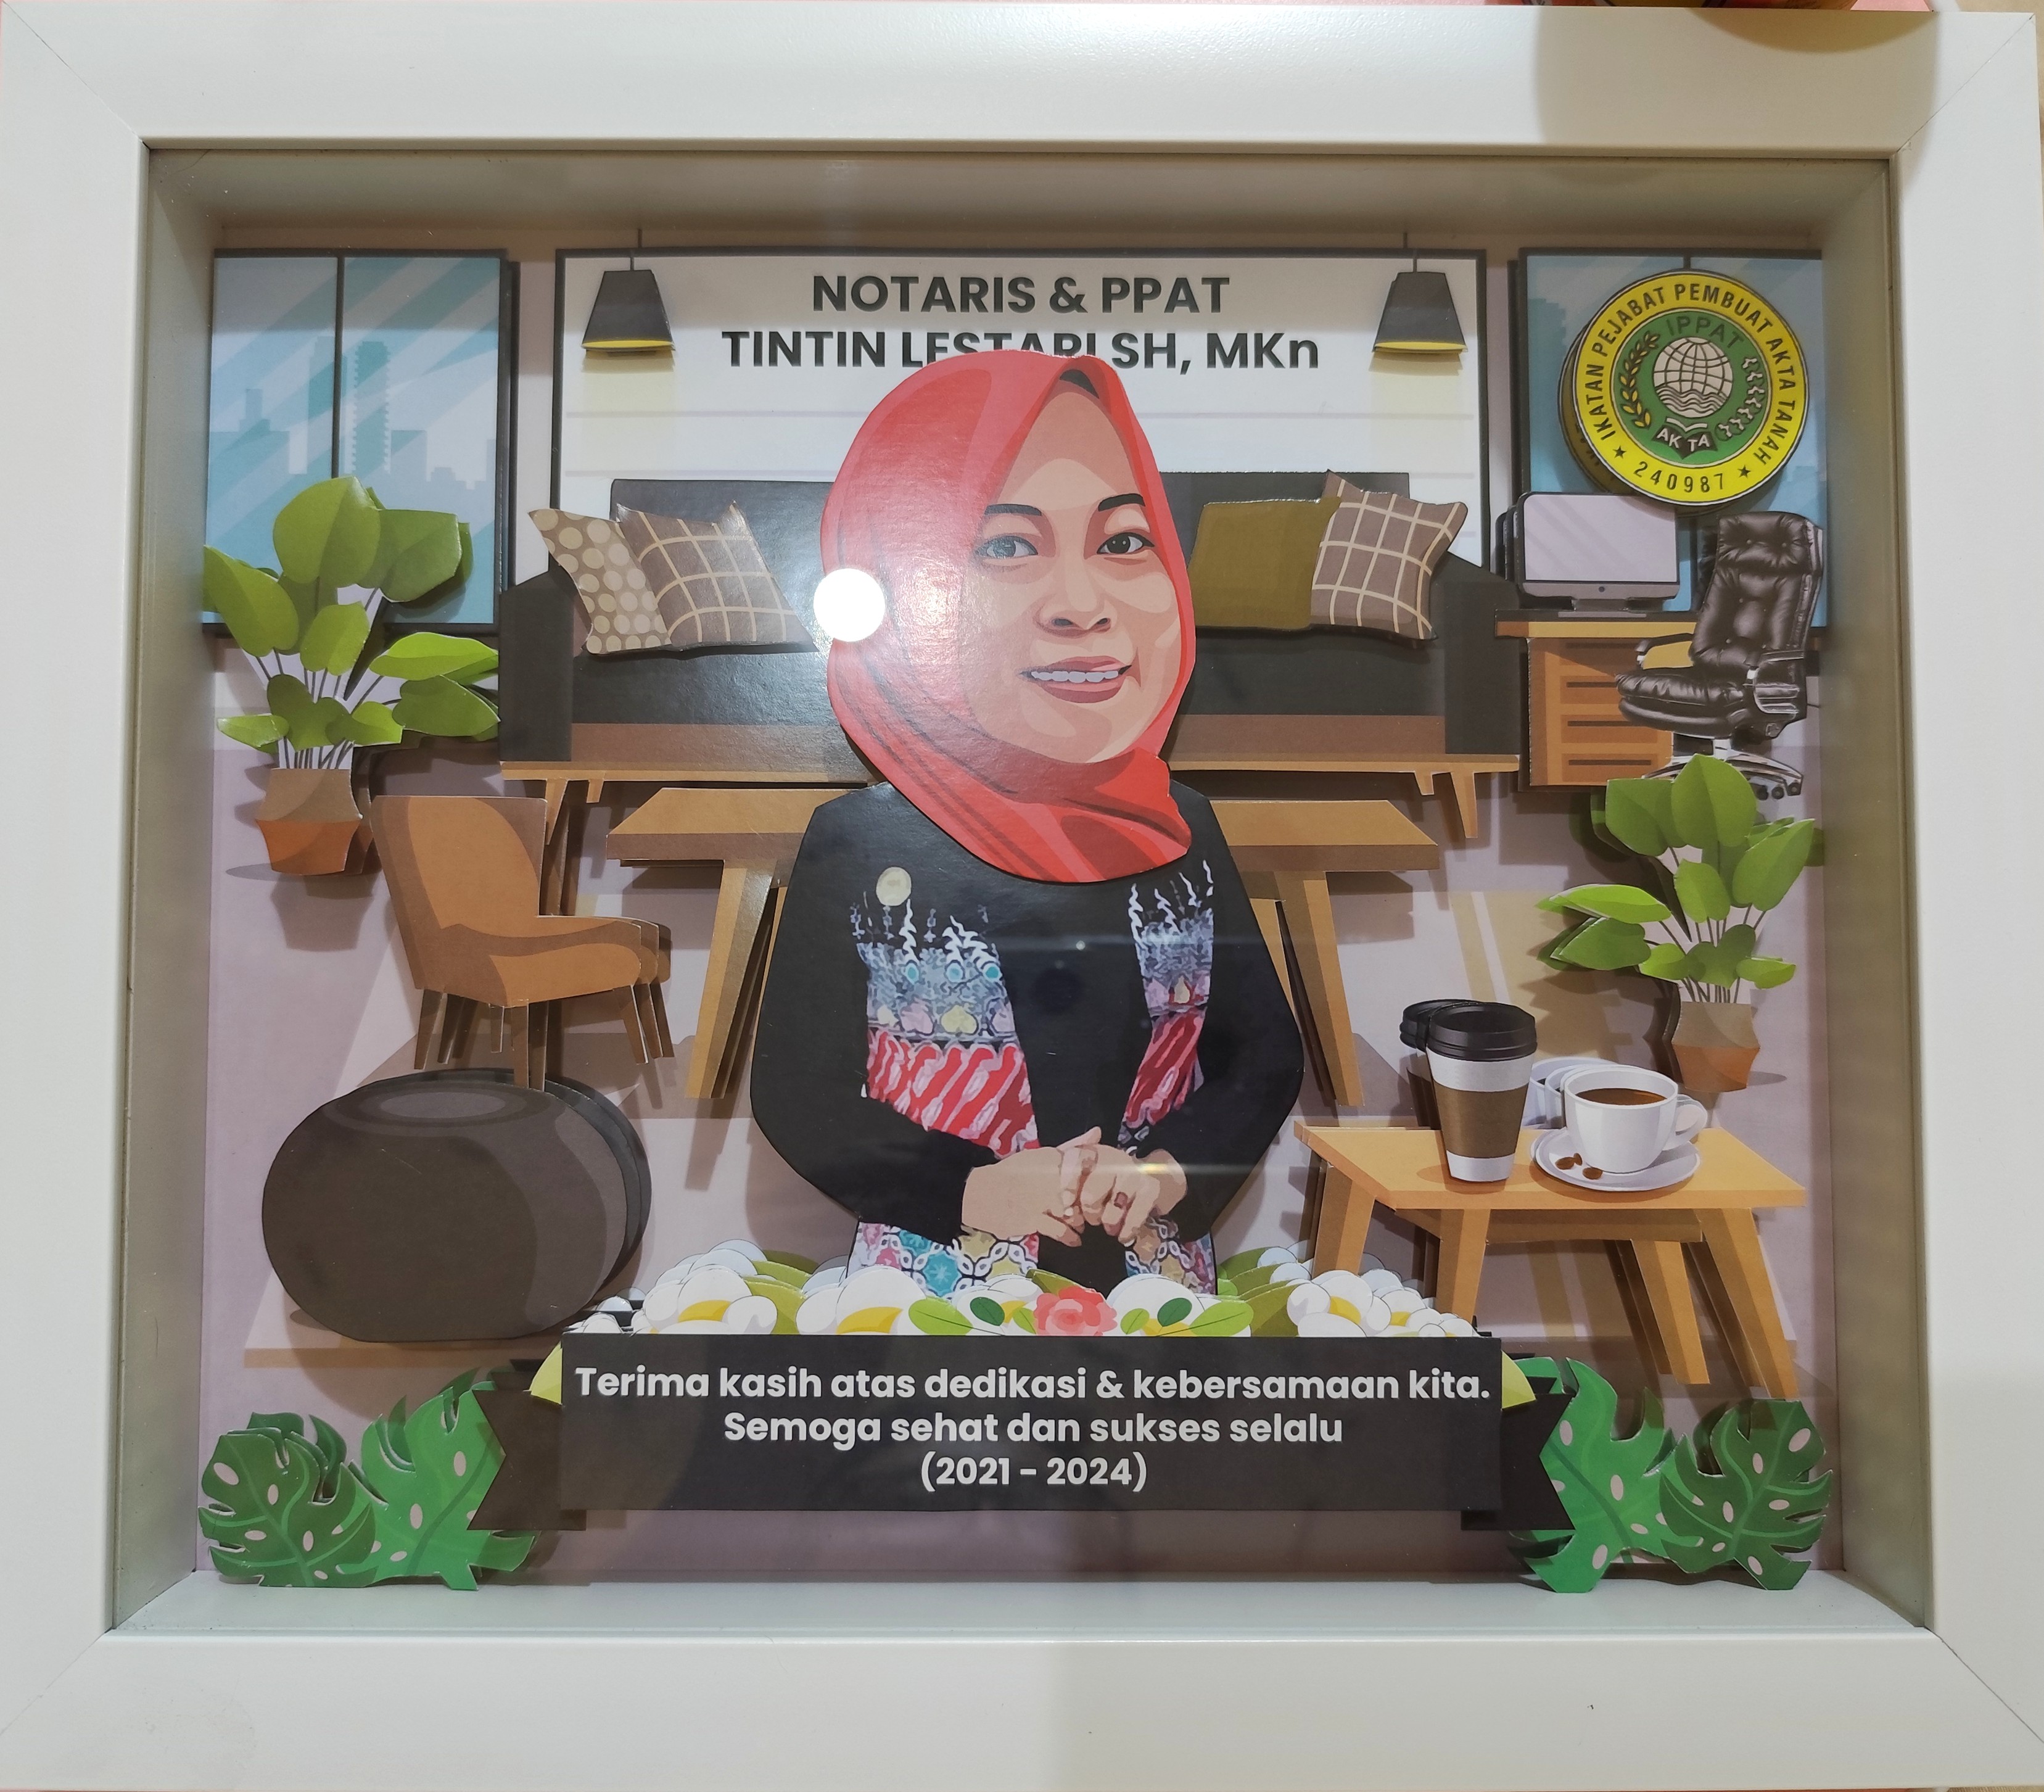 NOTARIS & PPAT
TINTIN LESTARI SH, MKn
IKATAN PEJABAT PEMBUAT AKTA TANAH
IPPAT
AKTA
★ 240987 ★
Terima kasih atas dedikasi & kebersamaan kita.
Semoga sehat dan sukses selalu
(2021 - 2024)